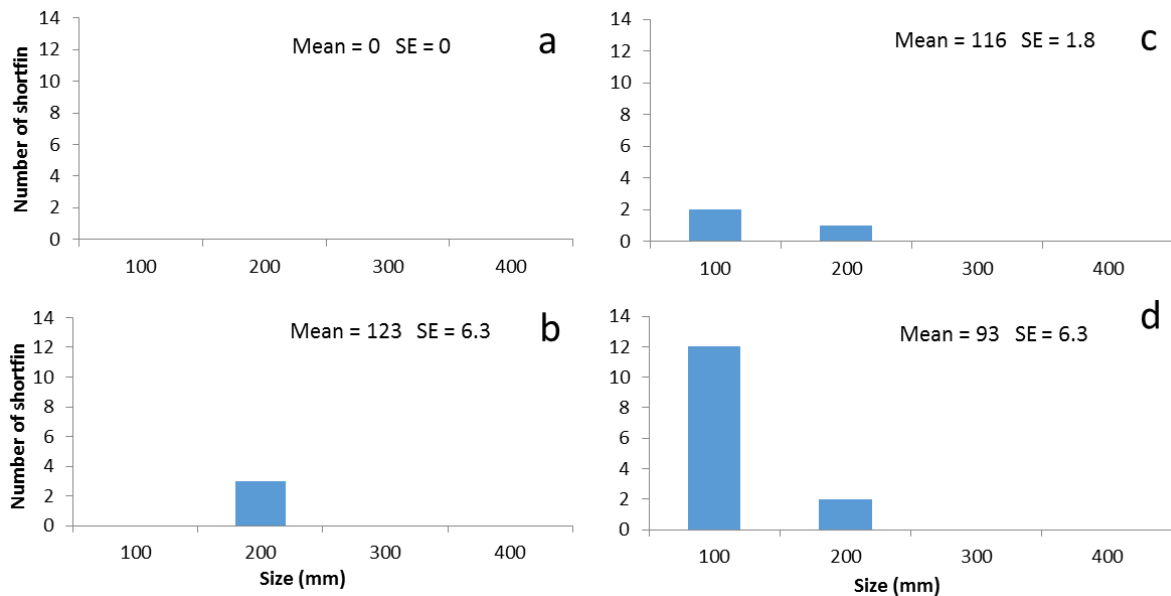 Number of shortfin
14
12
10
8
6
4
2
0
Mean = 0 SE = 0
a
100 200 300 400
14
12
10
8
6
4
2
0
Mean = 116 SE = 1.8
c
100 200 300 400
Number of shortfin
14
12
10
8
6
4
2
0
Mean = 123 SE = 6.3
b
100 200 300 400
Size (mm)
14
12
10
8
6
4
2
0
Mean = 93 SE = 6.3
d
100 200 300 400
Size (mm)